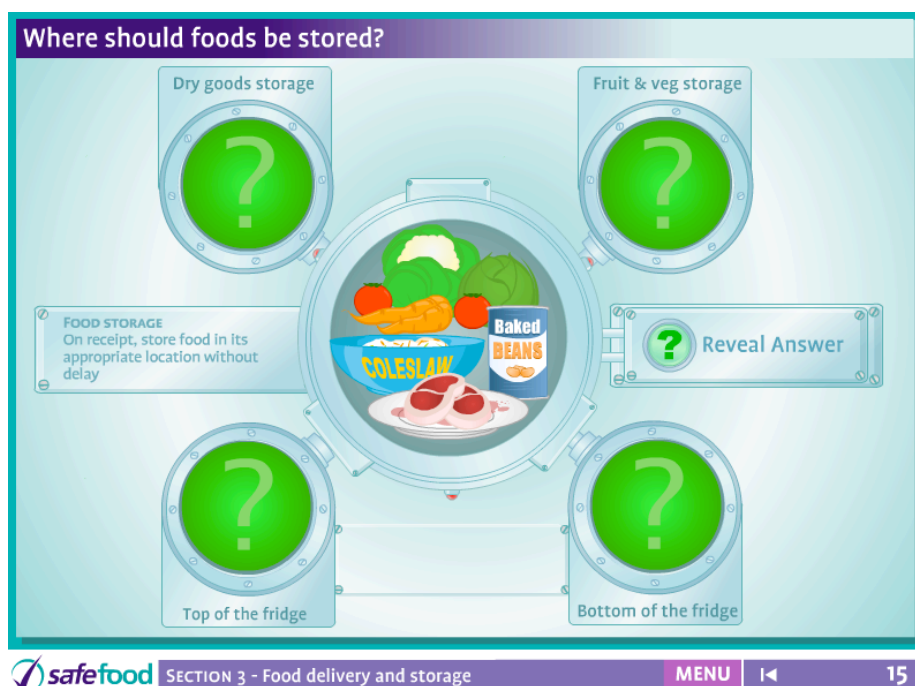 Where should foods be stored?
Dry goods storage
Fruit & veg storage
?
?
FOOD STORAGE
On receipt, store food in its
appropriate location without
delay
Baked
BEANS
COLESLAW
? Reveal Answer
?
?
Top of the fridge
Bottom of the fridge
safefood SECTION 3 - Food delivery and storage MENU 15